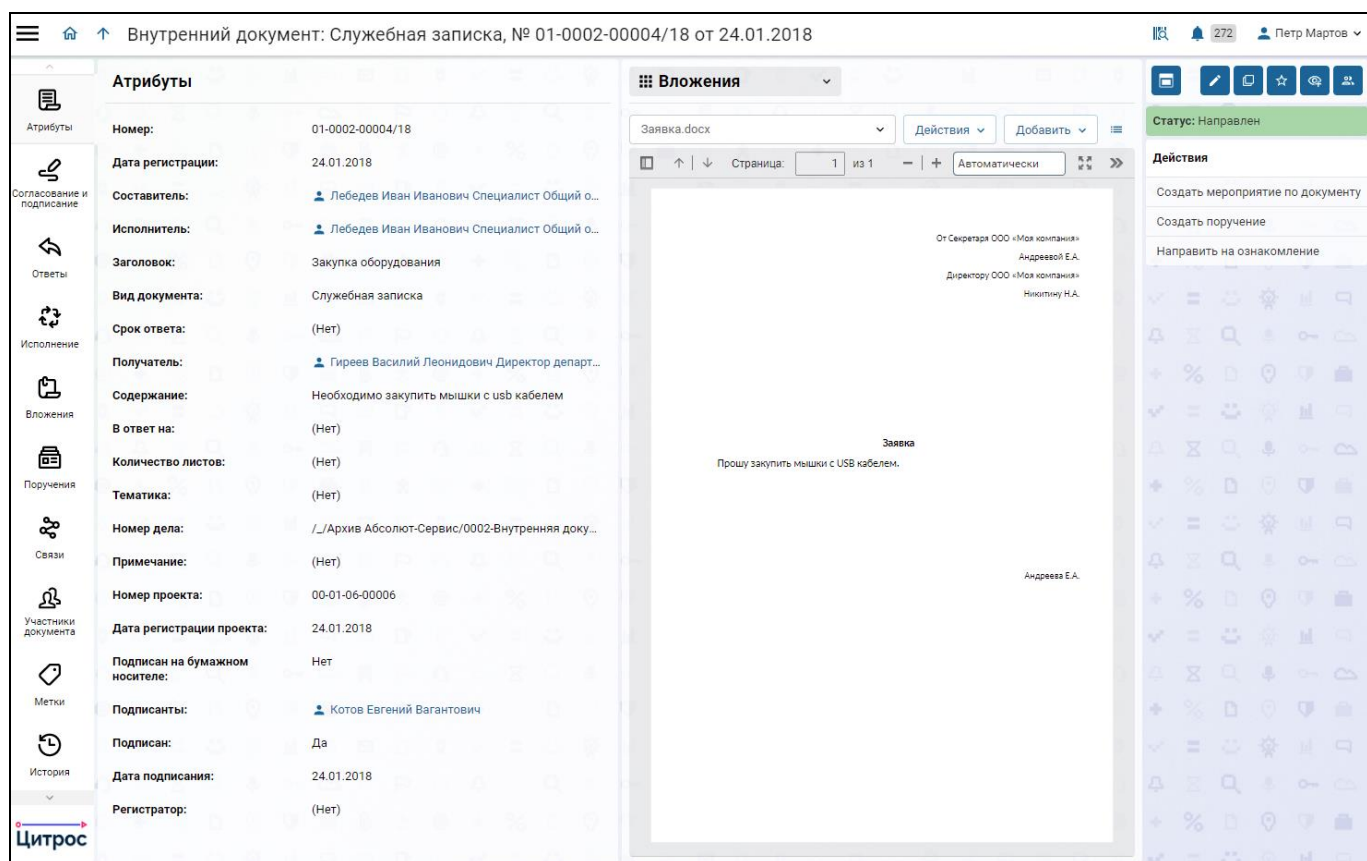 Внутренний документ: Служебная записка, № 01-0002-00004/18 от 24.01.2018
272
Петр Мартов
Атрибуты
Согласование и
подписание
Ответы
Исполнение
Вложения
Поручения
Связи
Участники
документа
Метки
История
Цитрос
Атрибуты
Номер: 01-0002-00004/18
Дата регистрации: 24.01.2018
Составитель: Лебедев Иван Иванович Специалист Общий о...
Исполнитель: Лебедев Иван Иванович Специалист Общий о...
Заголовок: Закупка оборудования
Вид документа: Служебная записка
Срок ответа: (Нет)
Получатель: Гиреев Василий Леонидович Директор департ...
Содержание: Необходимо закупить мышки с usb кабелем
В ответ на: (Нет)
Количество листов: (Нет)
Тематика: (Нет)
Номер дела: /_/Архив Абсолют-Сервис/0002-Внутренняя доку...
Примечание: (Нет)
Номер проекта: 00-01-06-00006
Дата регистрации проекта: 24.01.2018
Подписан на бумажном Нет
носителе:
Подписанты: Котов Евгений Вагантович
Подписан: Да
Дата подписания: 24.01.2018
Регистратор: (Нет)
Вложения
Заявка.docx Действия Добавить
Страница: 1 из 1 Автоматически
От Секретаря ООО «Моя компания»
Андреевой Е.А.
Директору ООО «Моя компания»
Никитину Н.А.
Заявка
Прошу закупить мышки с USB кабелем.
Андреева Е.А.
Статус: Направлен
Действия
Создать мероприятие по документу
Создать поручение
Направить на ознакомление